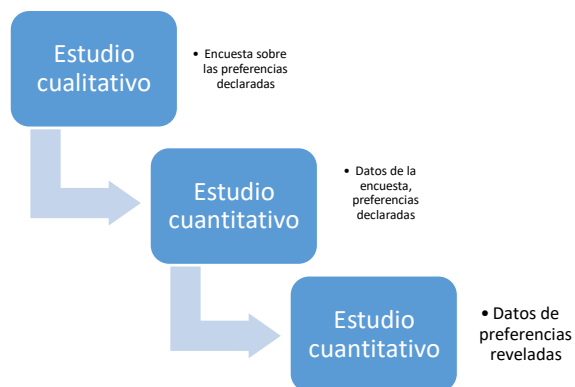 Estudio
cualitativo
• Encuesta sobre
las preferencias
declaradas
Estudio
cuantitativo
• Datos de la
encuesta,
preferencias
declaradas
Estudio
cuantitativo
• Datos de
preferencias
reveladas